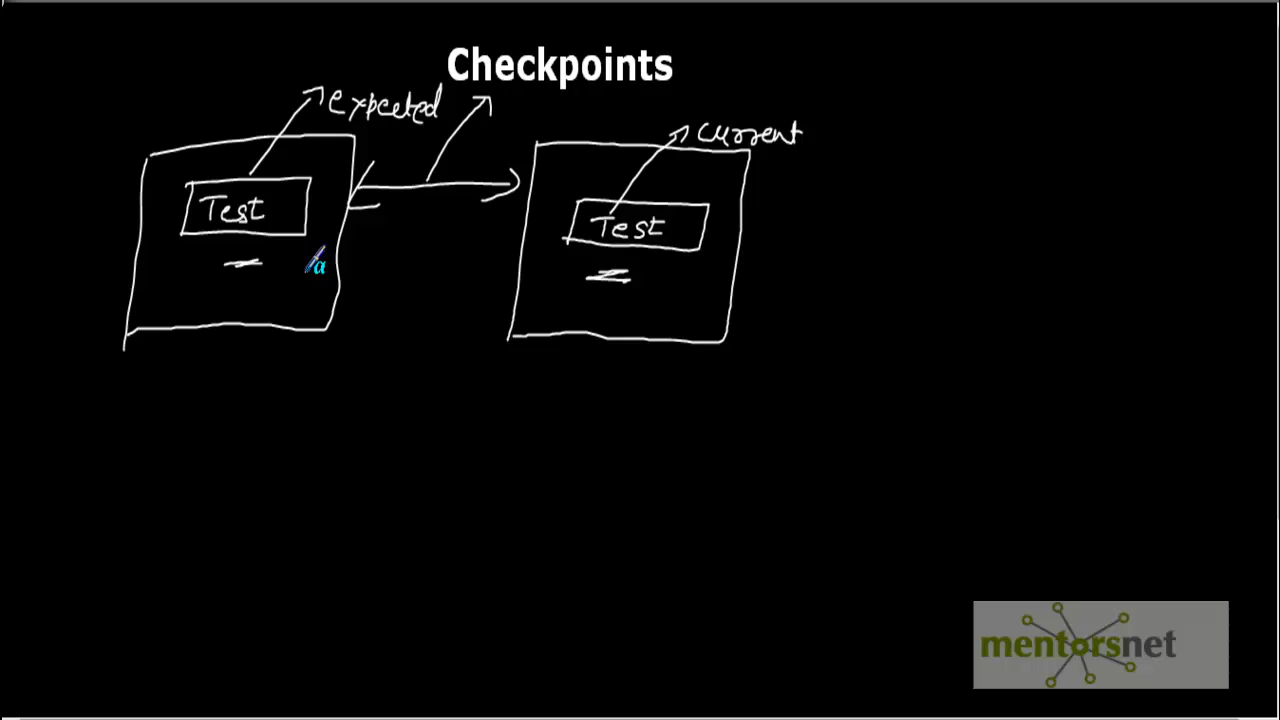 Checkpoints
expected
current
Test
Test
α
mentorsnet